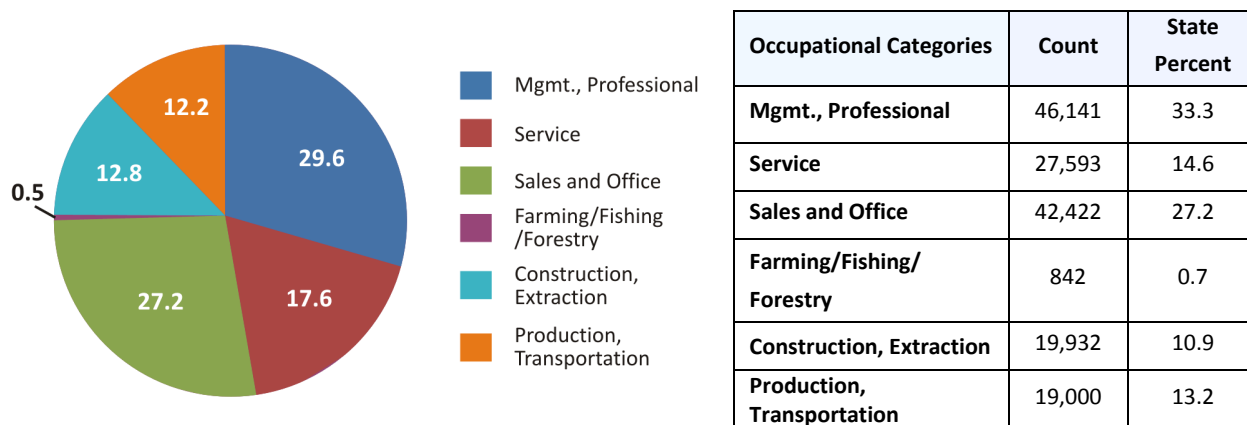 29.6
17.6
27.2
0.5
12.8
12.2
Mgmt., Professional
Service
Sales and Office
Farming/Fishing
/Forestry
Construction,
Extraction
Production,
Transportation
Occupational Categories Count State
Percent
Mgmt., Professional 46,141 33.3
Service 27,593 14.6
Sales and Office 42,422 27.2
Farming/Fishing/
Forestry 842 0.7
Construction, Extraction 19,932 10.9
Production,
Transportation 19,000 13.2